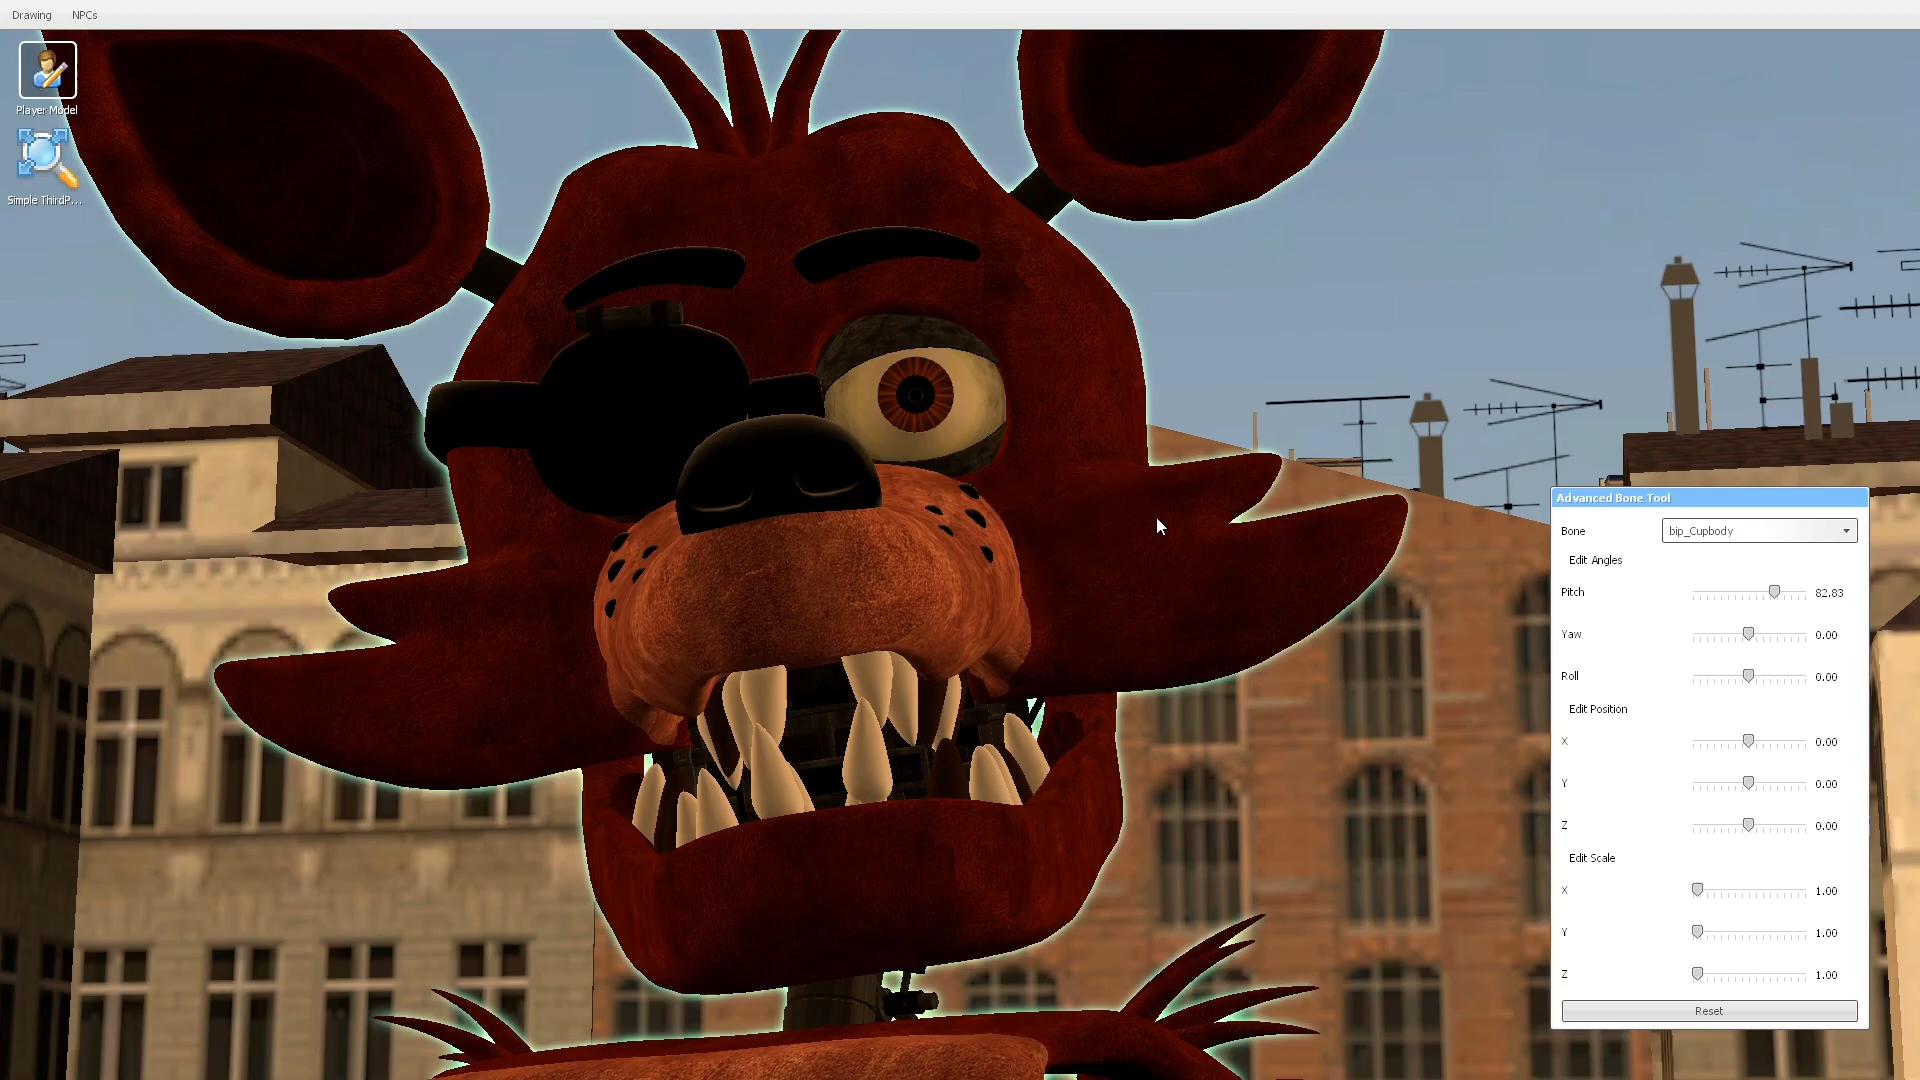 Drawing NPCs
Player Model
Simple ThirdP...
Advanced Bone Tool
Bone bip_Cupbody
Edit Angles
Pitch 82.83
Yaw 0.00
Roll 0.00
Edit Position
X 0.00
Y 0.00
Z 0.00
Edit Scale
X 1.00
Y 1.00
Z 1.00
Reset